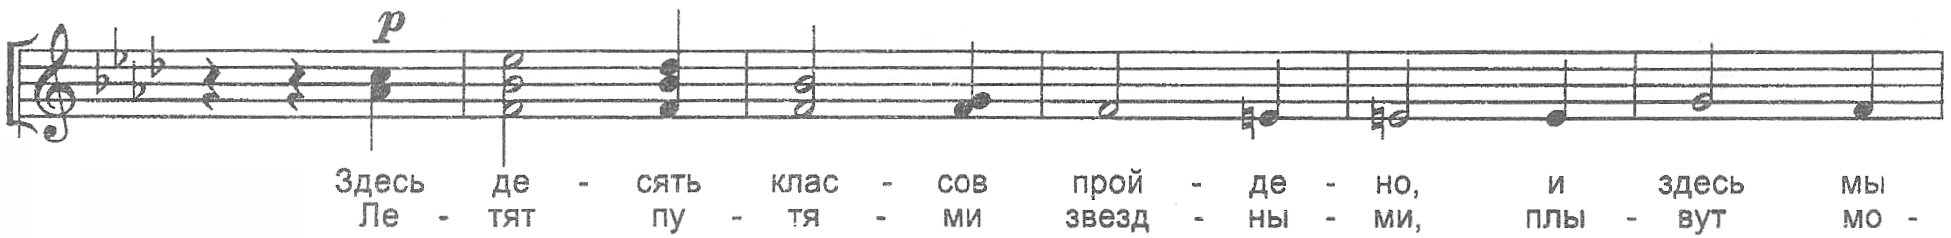 p
Здесь де - сять клас - сов прой - де - но, и здесь мы
Ле - тят пу - тя - ми звезд - ны - ми, плы - вут мо -